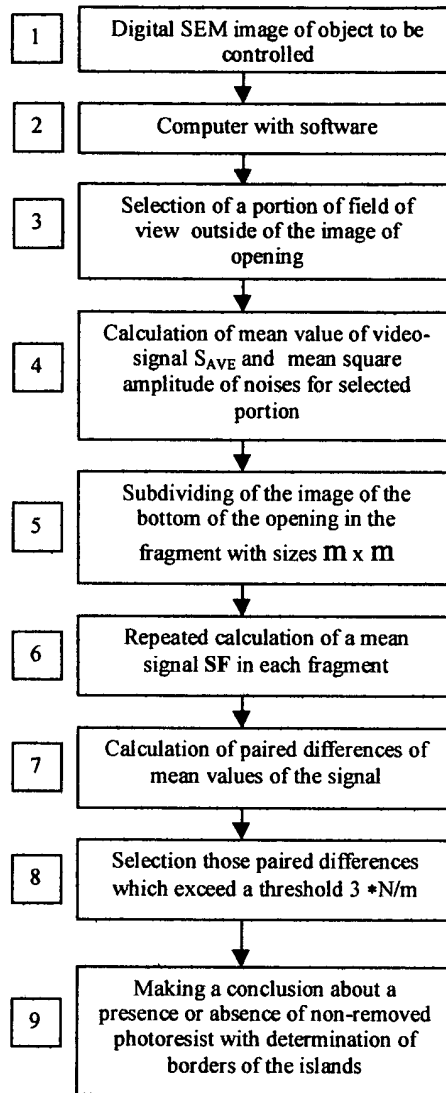 1
Digital SEM image of object to be
controlled
2
Computer with software
3
Selection of a portion of field of
view outside of the image of
opening
4
Calculation of mean value of video-
signal SAVE and mean square
amplitude of noises for selected
portion
5
Subdividing of the image of the
bottom of the opening in the
fragment with sizes m x m
6
Repeated calculation of a mean
signal SF in each fragment
7
Calculation of paired differences of
mean values of the signal
8
Selection those paired differences
which exceed a threshold 3 *N/m
9
Making a conclusion about a
presence or absence of non-removed
photoresist with determination of
borders of the islands